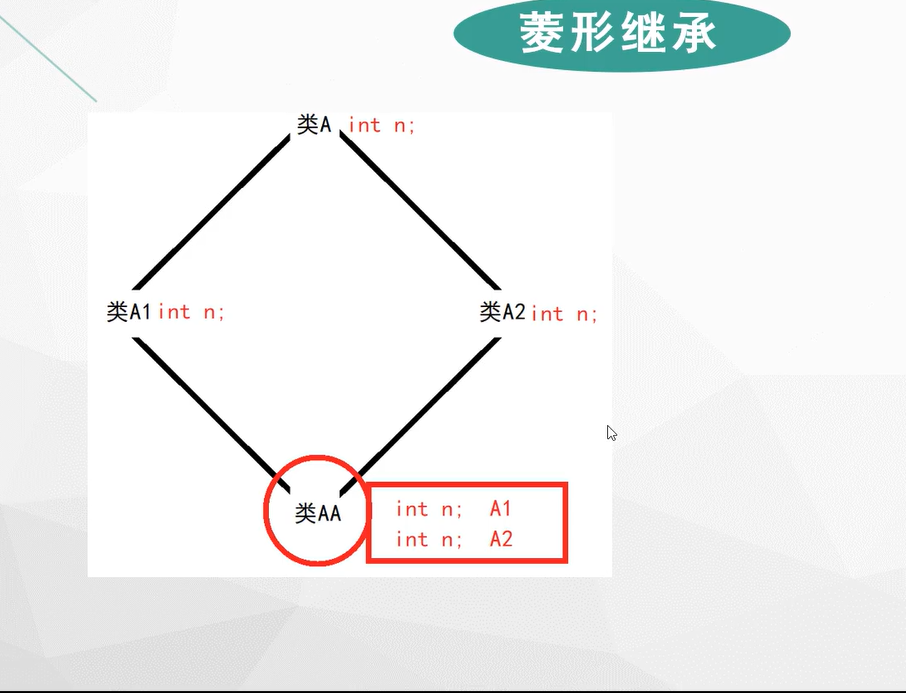 菱形继承
类A int n;
类A1 int n;
类A2 int n;
类AA
int n; A1
int n; A2